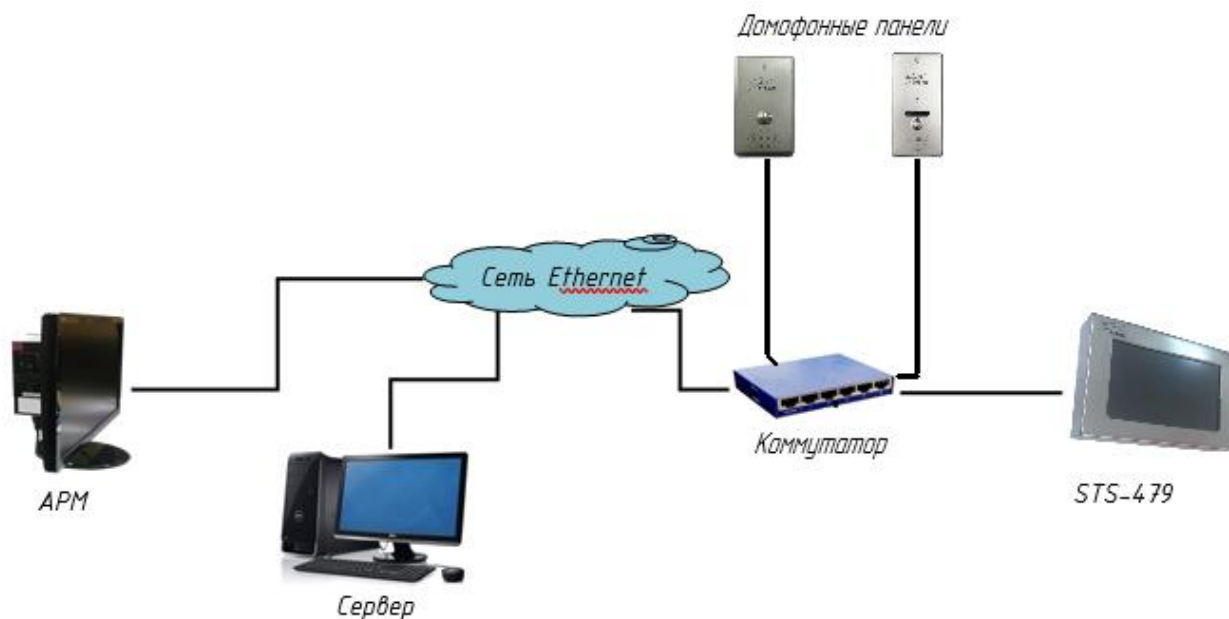 Домофонные панели
Сеть Ethernet
Коммутатор
АРМ
STS-479
Сервер